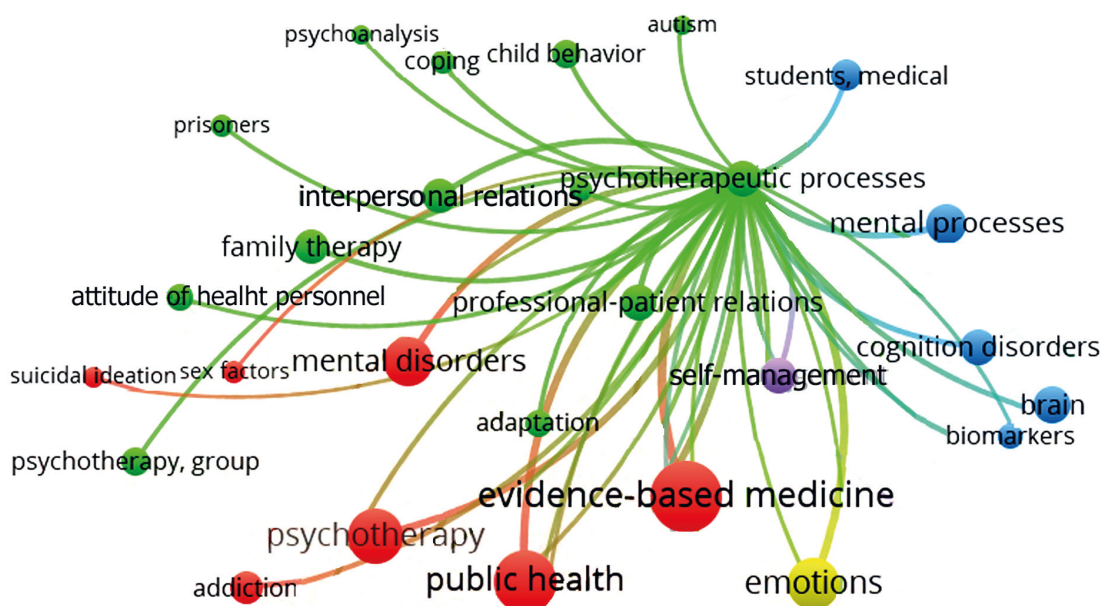 autism
psychoanalysis
coping
child behavior
students, medical
prisoners
psychotherapeutic processes
interpersonal relations
mental processes
family therapy
attitude of healht personnel
professional-patient relations
cognition disorders
mental disorders
suicidal ideation
sex factors
self-management
brain
adaptation
biomarkers
psychotherapy, group
evidence-based medicine
psychotherapy
public health
emotions
addiction